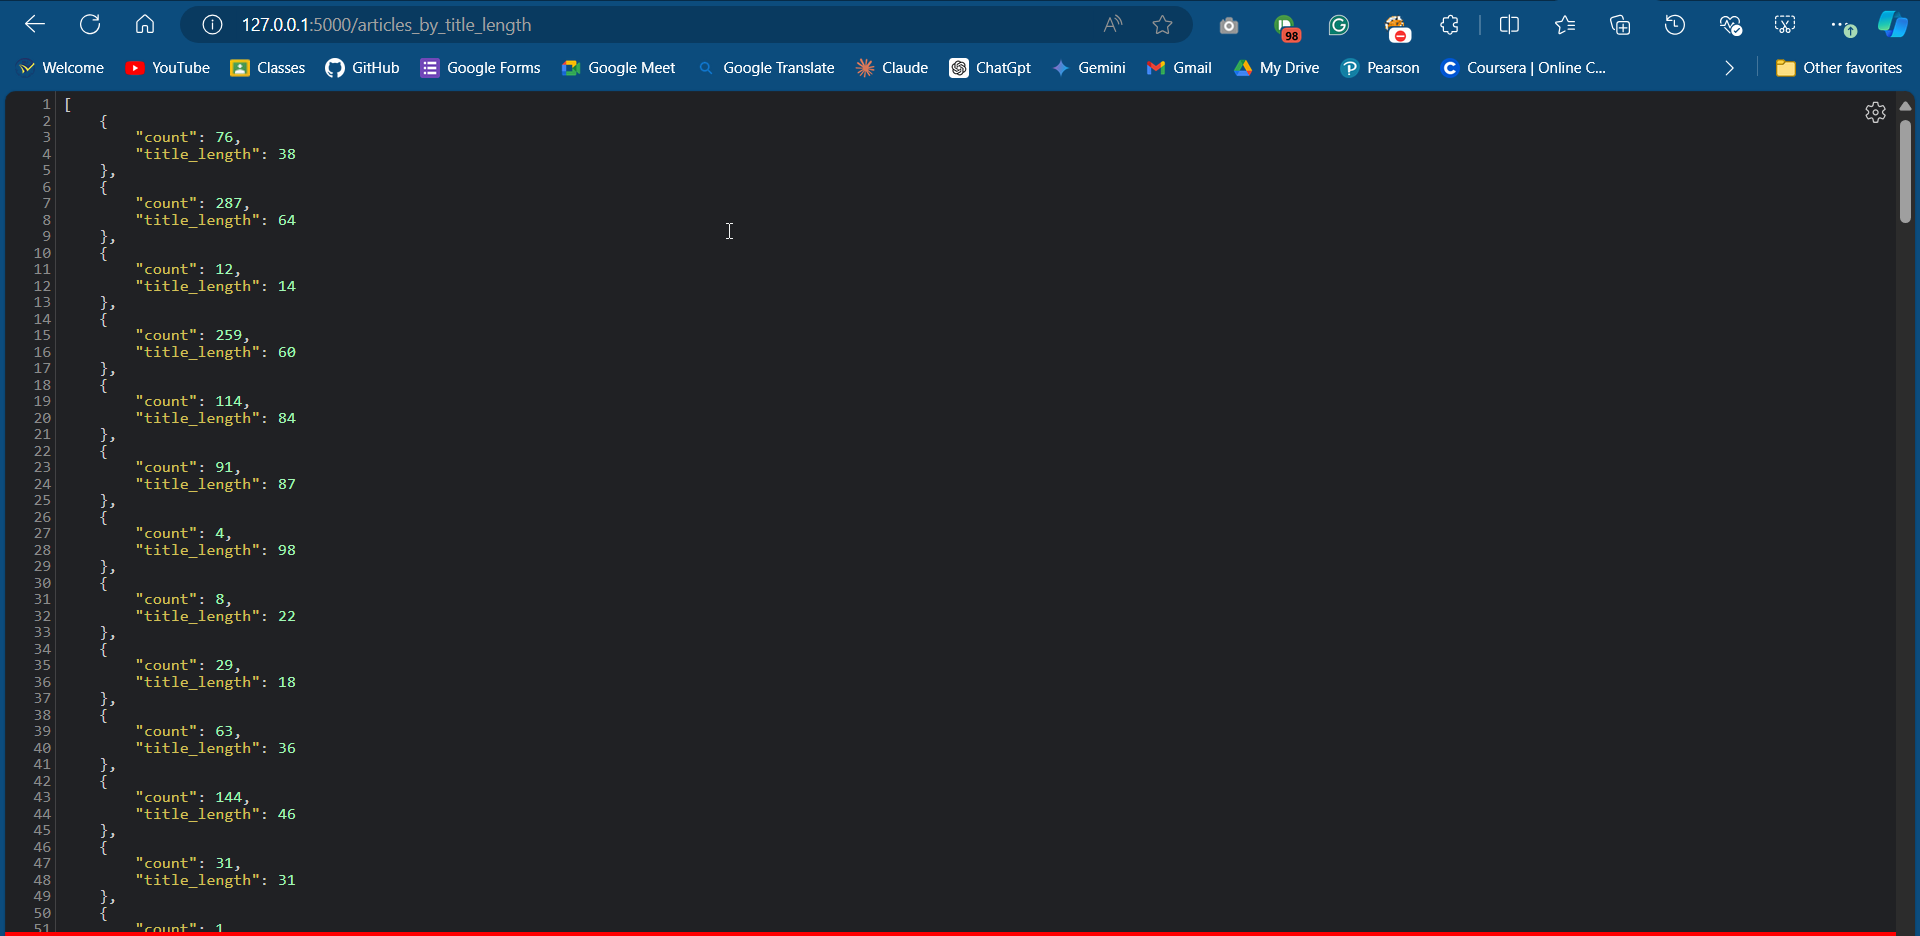 127.0.0.1:5000/articles_by_title_length
98
Welcome YouTube Classes GitHub Google Forms Google Meet Google Translate Claude ChatGpt Gemini Gmail My Drive Pearson Coursera | Online C... Other favorites
1 [
2 {
3 "count": 76,
4 "title_length": 38
5 },
6 {
7 "count": 287,
8 "title_length": 64
9 },
10 {
11 "count": 12,
12 "title_length": 14
13 },
14 {
15 "count": 259,
16 "title_length": 60
17 },
18 {
19 "count": 114,
20 "title_length": 84
21 },
22 {
23 "count": 91,
24 "title_length": 87
25 },
26 {
27 "count": 4,
28 "title_length": 98
29 },
30 {
31 "count": 8,
32 "title_length": 22
33 },
34 {
35 "count": 29,
36 "title_length": 18
37 },
38 {
39 "count": 63,
40 "title_length": 36
41 },
42 {
43 "count": 144,
44 "title_length": 46
45 },
46 {
47 "count": 31,
48 "title_length": 31
49 },
50 {
51 "count": 1